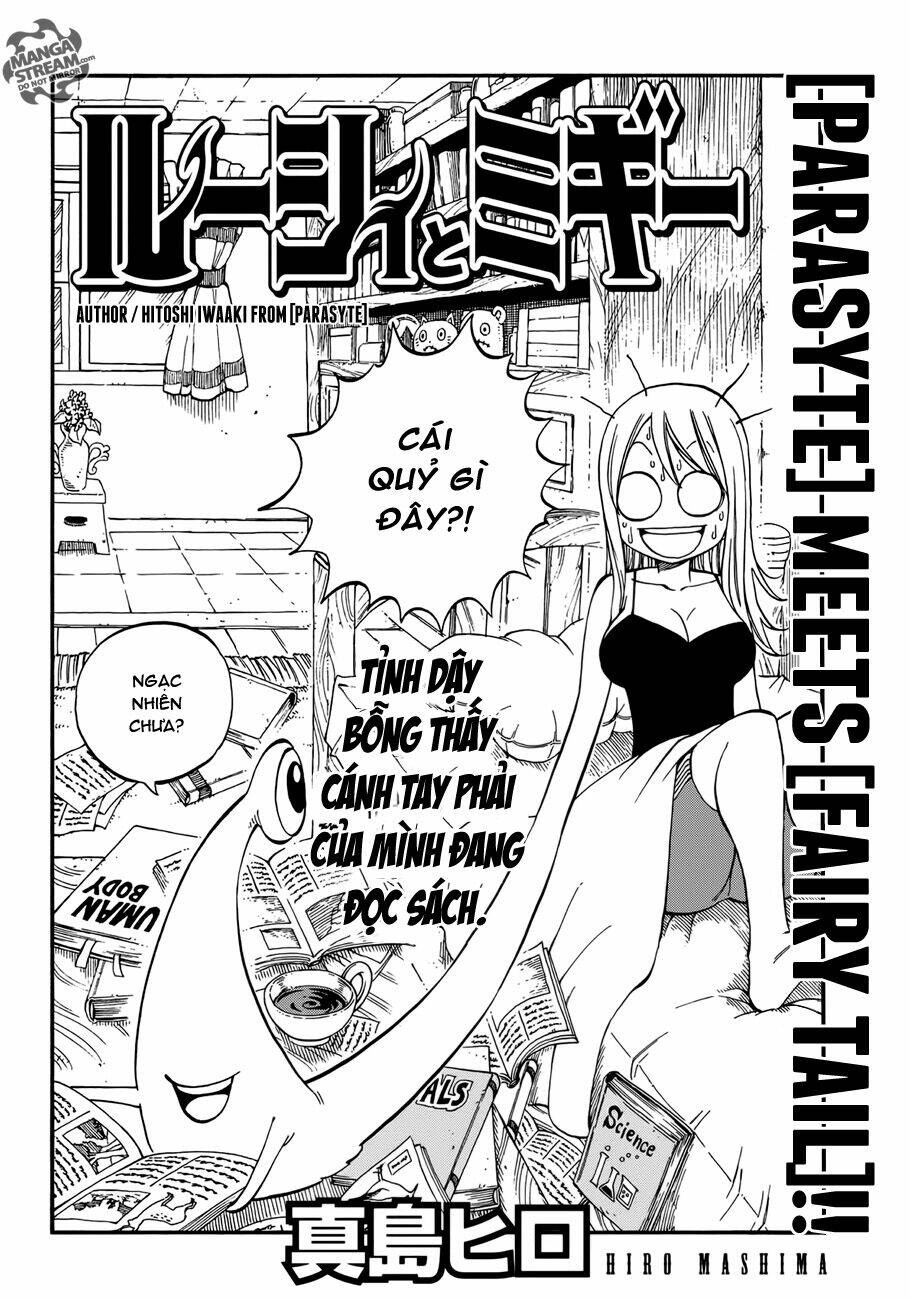 MANGA
STREAM.com
DO NOT MIRROR
ルーシィとミギー
AUTHOR / HITOSHI IWAAKI FROM [PARASYTE]
[PARASYTE] MEETS [FAIRY TAIL]!!
CÁI
QUỶ GÌ
ĐÂY?!
NGẠC
NHIÊN
CHƯA?
TỈNH DẬY
BỖNG THẤY
CÁNH TAY PHẢI
CỦA MÌNH ĐANG
ĐỌC SÁCH.
UMAN
BODY
ALS
Science
真島ヒロ
HIRO MASHIMA